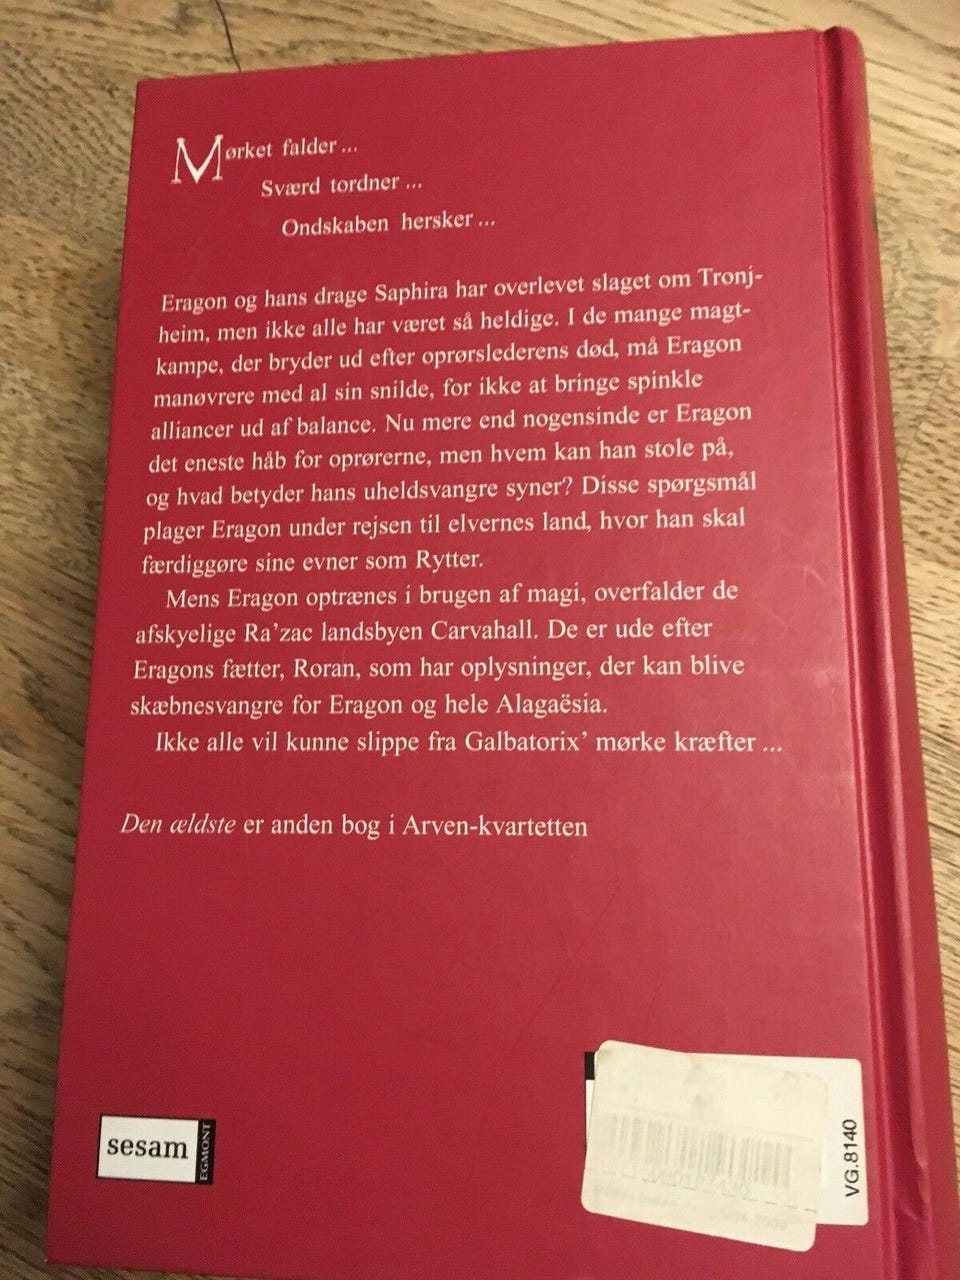 Mørket falder ...
Sværd tordner ...
Ondskaben hersker ...
Eragon og hans drage Saphira har overlevet slaget om Tronj-
heim, men ikke alle har været så heldige. I de mange magt-
kampe, der bryder ud efter oprørslederens død, må Eragon
manøvrere med al sin snilde, for ikke at bringe spinkle
alliancer ud af balance. Nu mere end nogensinde er Eragon
det eneste håb for oprørerne, men hvem kan han stole på,
og hvad betyder hans uheldsvangre syner? Disse spørgsmål
plager Eragon under rejsen til elvernes land, hvor han skal
færdiggøre sine evner som Rytter.
Mens Eragon optrænes i brugen af magi, overfalder de
afskyelige Ra’zac landsbyen Carvahall. De er ude efter
Eragons fætter, Roran, som har oplysninger, der kan blive
skæbnesvangre for Eragon og hele Alagaësia.
Ikke alle vil kunne slippe fra Galbatorix’ mørke kræfter ...
Den ældste er anden bog i Arven-kvartetten
sesam
EGMONT
VG.8140